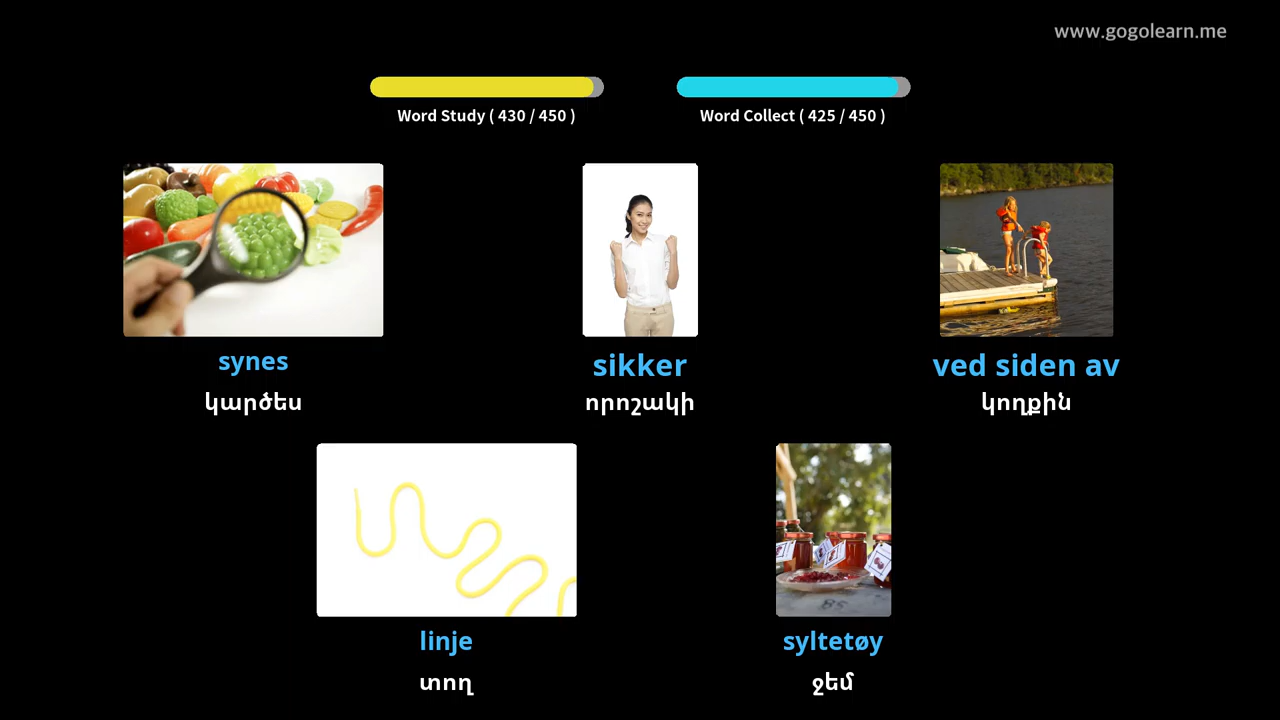 www.gogolearn.me
Word Study ( 430 / 450 )
Word Collect ( 425 / 450 )
synes
sikker
ved siden av
կարծես
որոշակի
կողքին
linje
syltetøy
տող
ջեմ